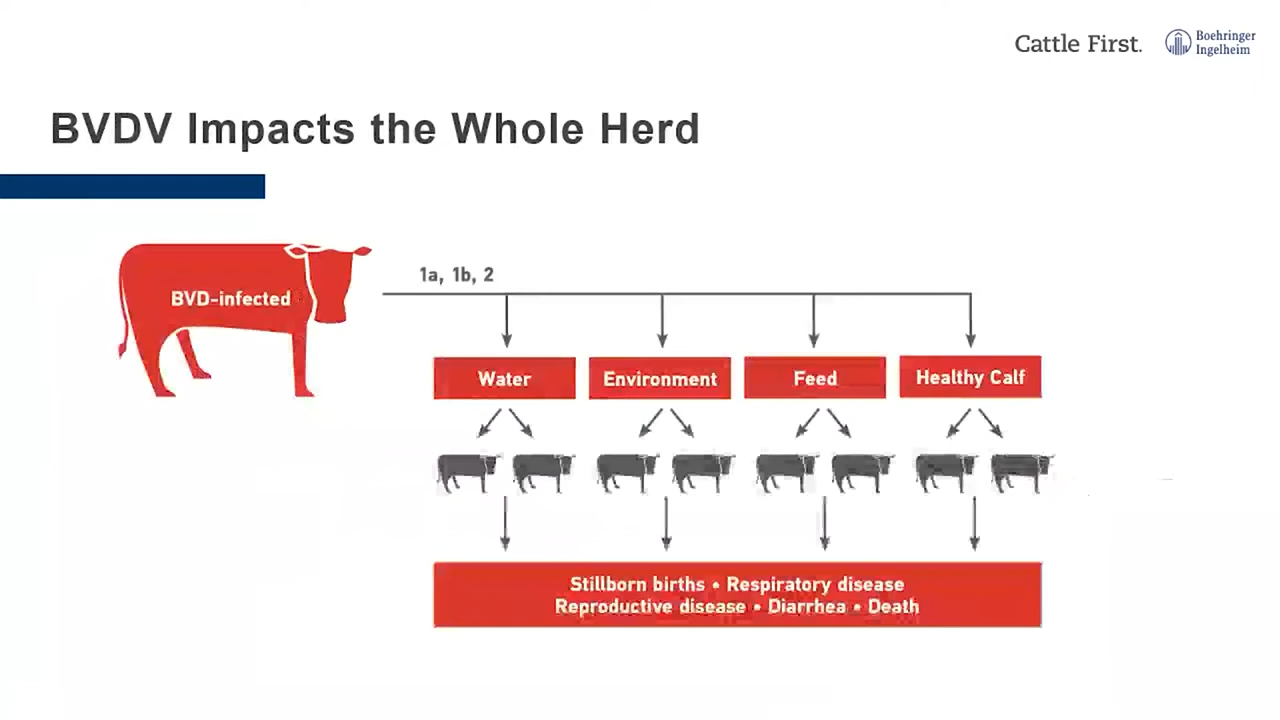 Cattle First.
Boehringer
Ingelheim
BVDV Impacts the Whole Herd
BVD-infected
1a, 1b, 2
Water
Environment
Feed
Healthy Calf
Stillborn births • Respiratory disease
Reproductive disease • Diarrhea • Death